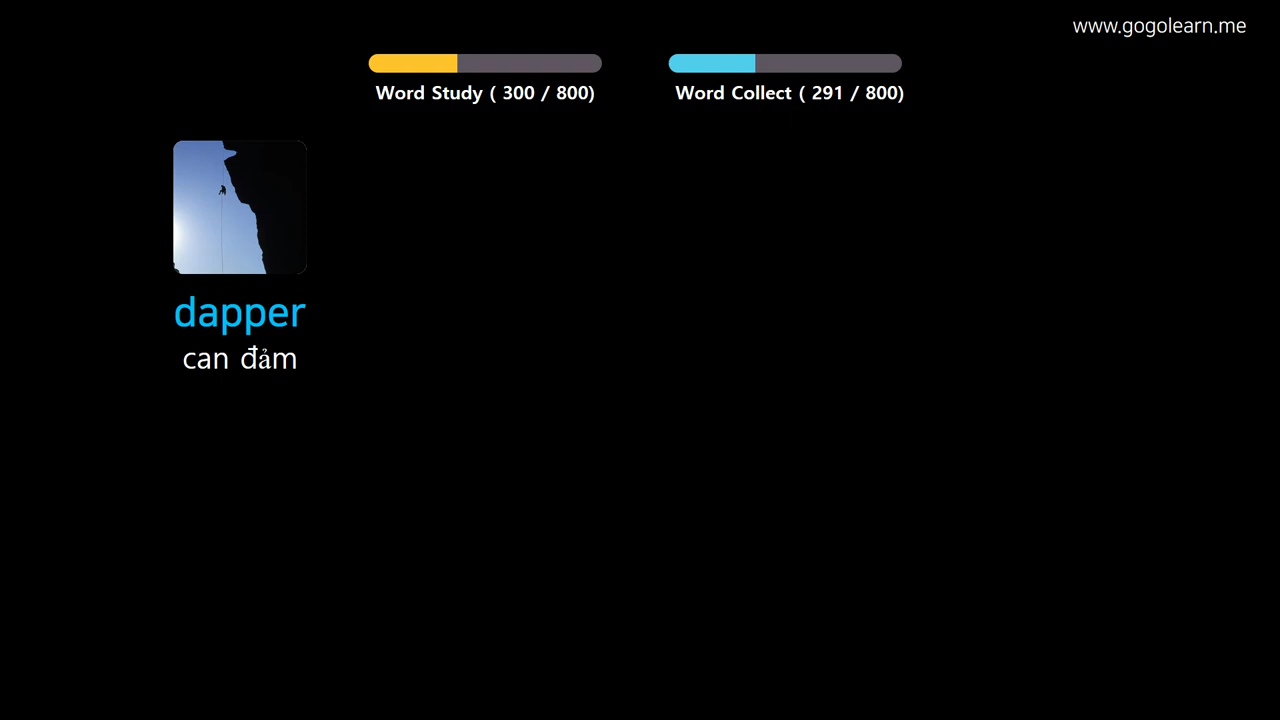 www.gogolearn.me
Word Study ( 300 / 800)
Word Collect ( 291 / 800)
dapper
can đảm